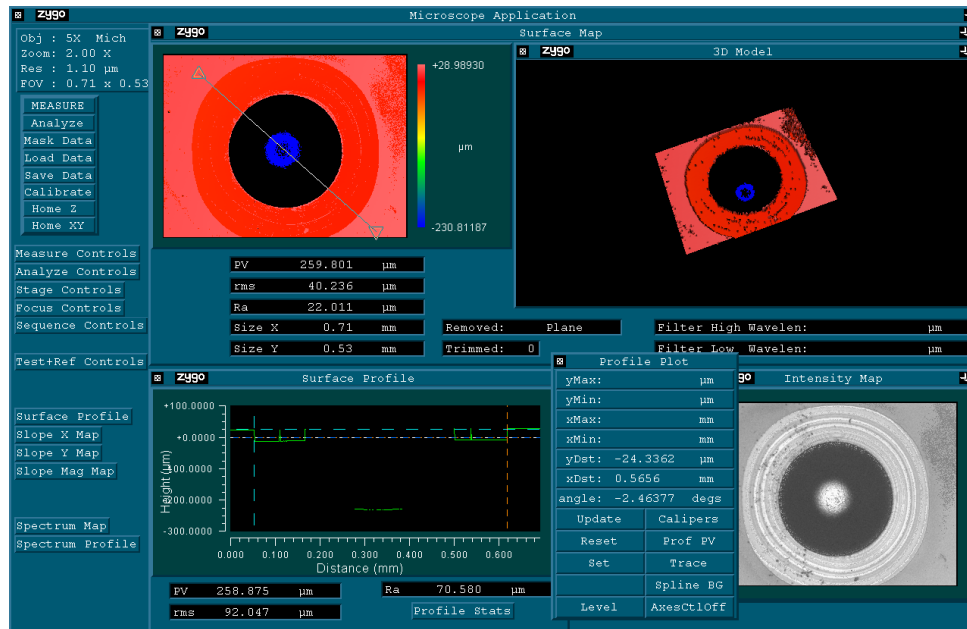 zygo Microscope Application
Obj : 5X Mich
Zoom: 2.00 X
Res : 1.10 µm
FOV : 0.71 x 0.53
MEASURE
Analyze
Mask Data
Load Data
Save Data
Calibrate
Home Z
Home XY
Measure Controls
Analyze Controls
Stage Controls
Focus Controls
Sequence Controls
Test+Ref Controls
Surface Profile
Slope X Map
Slope Y Map
Slope Mag Map
Spectrum Map
Spectrum Profile
zygo Surface Map
+28.98930
µm
-230.81187
zygo 3D Model
PV 259.801 µm
rms 40.236 µm
Ra 22.011 µm
Size X 0.71 mm
Size Y 0.53 mm
Removed: Plane
Trimmed: 0
Filter High Wavelen: µm
Filter Low Wavelen: µm
zygo Surface Profile
+100.0000
+0.0000
00.0000
00.0000
-300.0000
Height (µm)
0.000 0.100 0.200 0.300 0.400 0.500 0.600
Distance (mm)
PV 258.875 µm
rms 92.047 µm
Ra 70.580 µm
Profile Stats
Profile Plot
yMax: µm
yMin: µm
xMax: mm
xMin: mm
yDst: -24.3362 µm
xDst: 0.5656 mm
angle: -2.46377 degs
Update Calipers
Reset Prof PV
Set Trace
Spline BG
Level AxesCtlOff
go Intensity Map